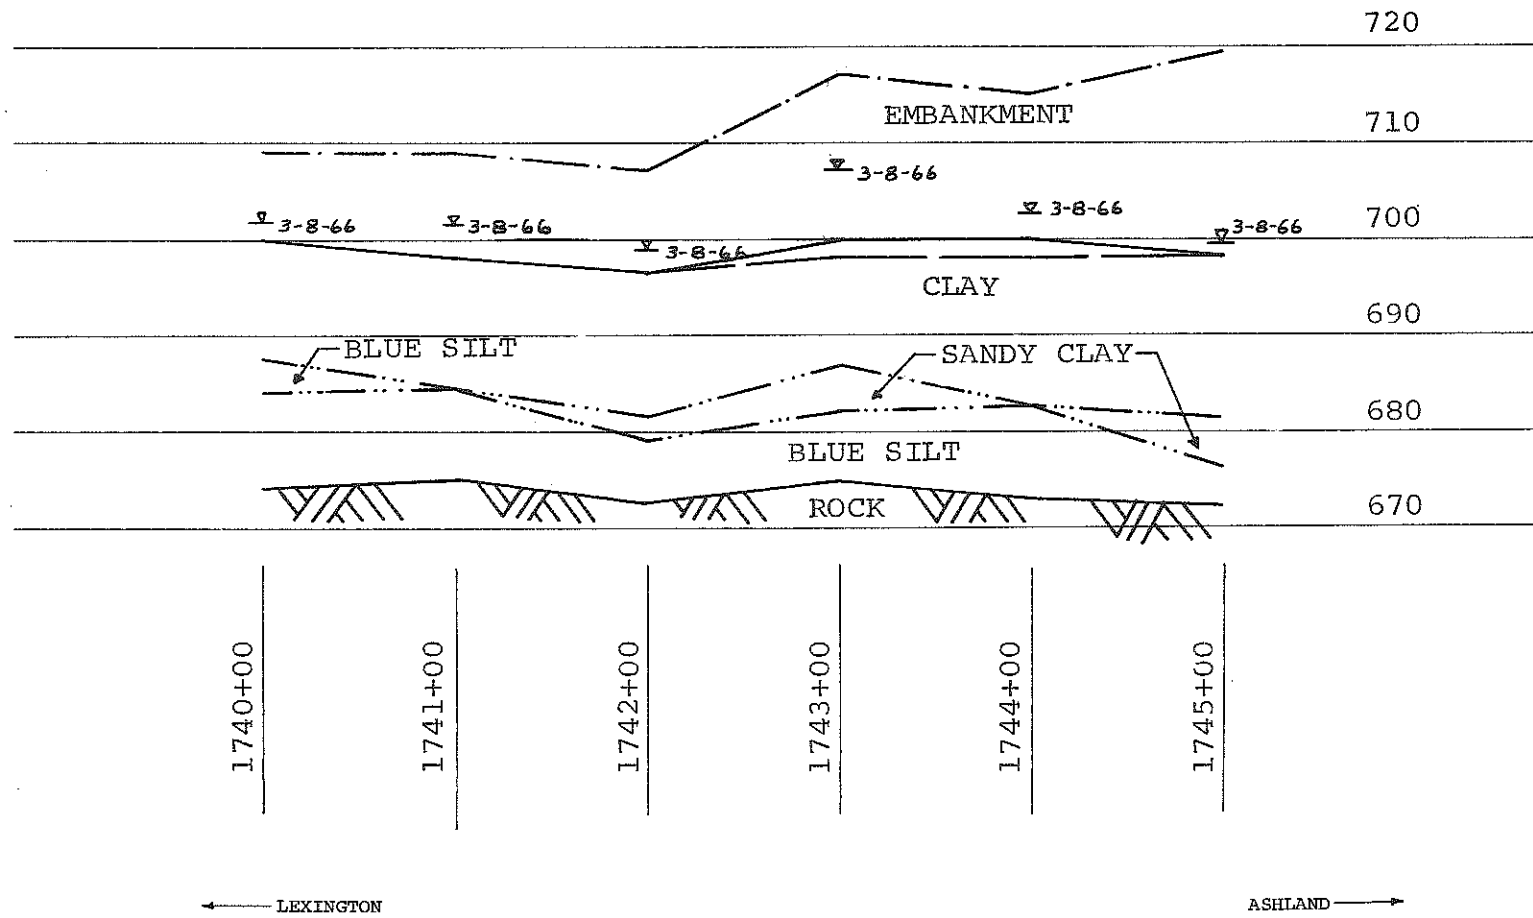 720
EMBANKMENT
710
3-8-66
700
3-8-66
3-8-66
3-8-66
3-8-66
3-8-66
CLAY
690
BLUE SILT
SANDY CLAY
680
BLUE SILT
ROCK
670
1740+00
1741+00
1742+00
1743+00
1744+00
1745+00
LEXINGTON
ASHLAND